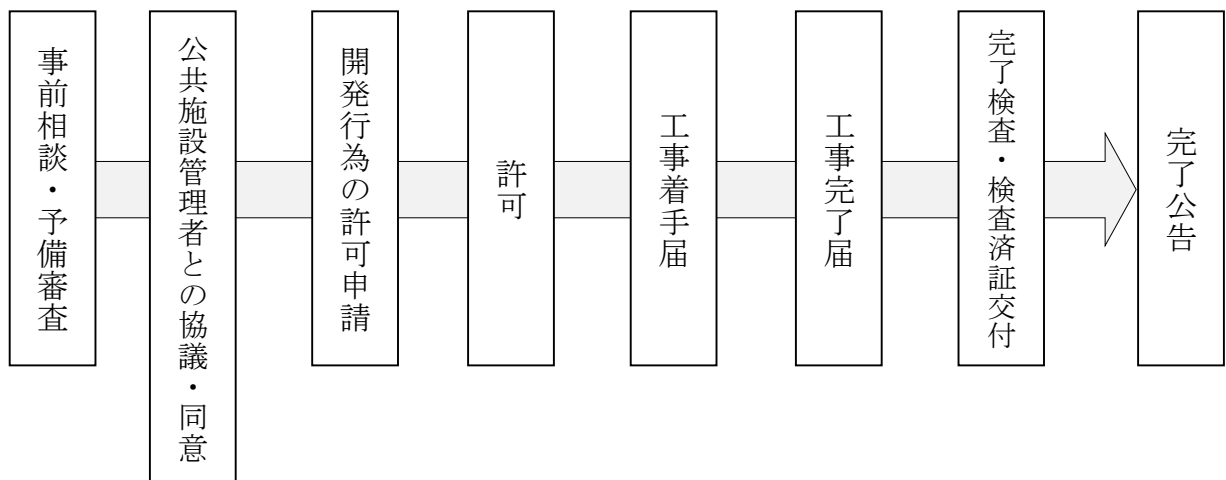 事前相談・予備審査
公共施設管理者との協議・同意
開発行為の許可申請
許可
工事着手届
工事完了届
完了検査・検査済証交付
完了公告